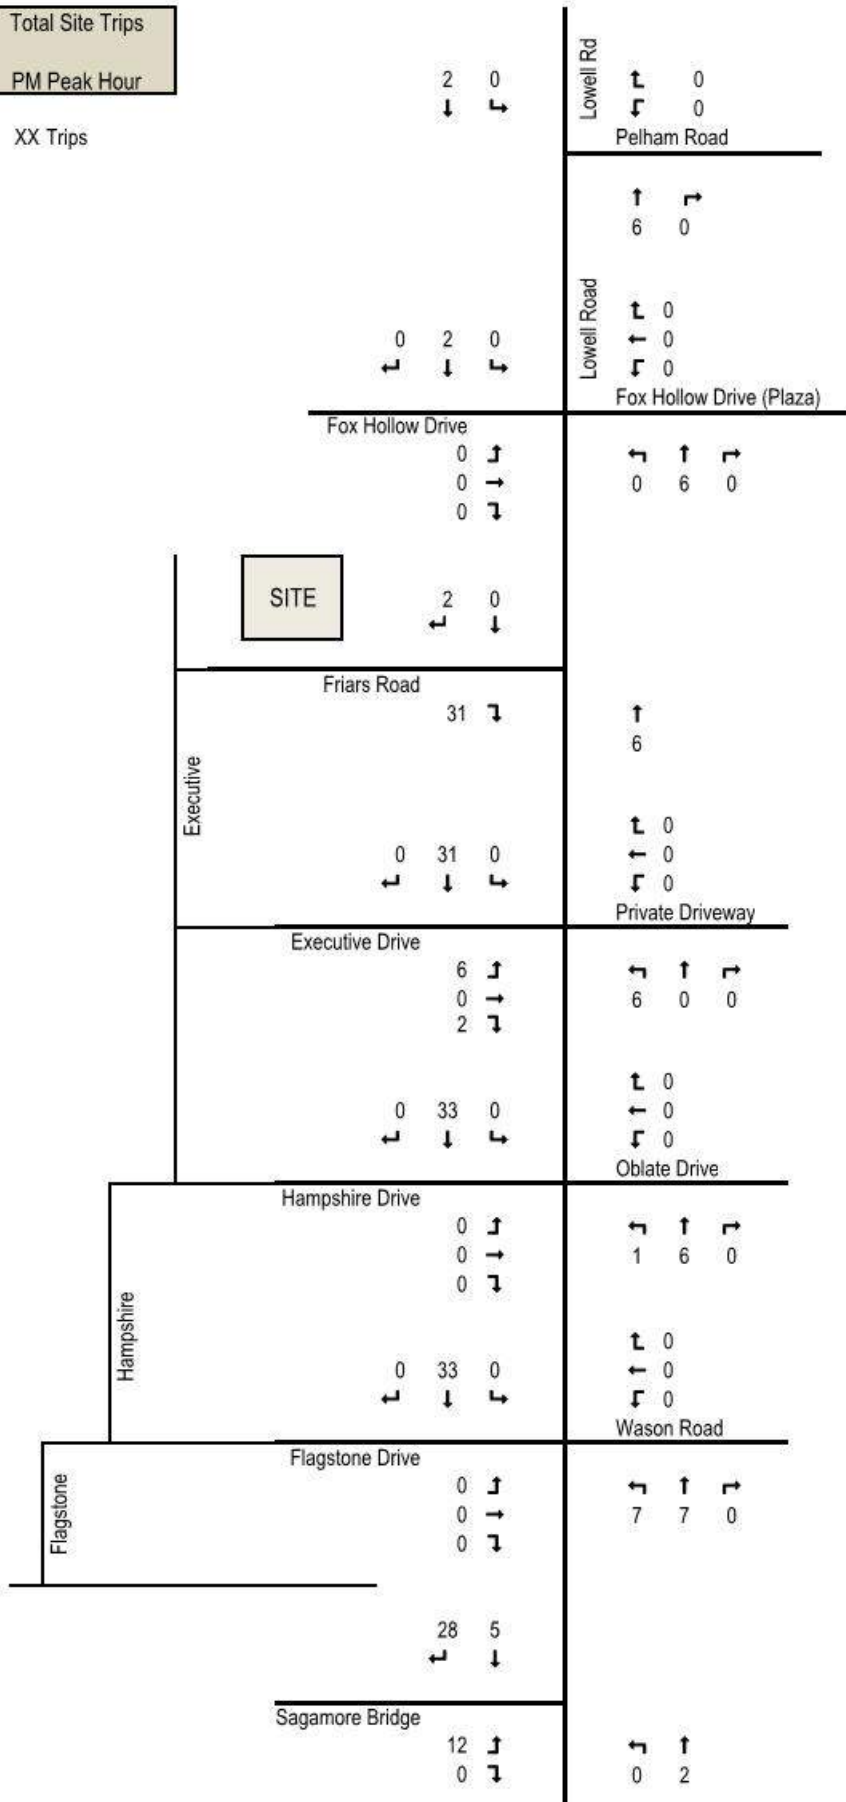 Total Site Trips
PM Peak Hour
XX Trips
Lowell Rd
2 0
0
0
Pelham Road
6 0
Lowell Road
0 2 0
0
0
0
Fox Hollow Drive (Plaza)
Fox Hollow Drive
0
0
0
0 6 0
SITE
2 0
Friars Road
31
6
Executive
0 31 0
0
0
0
Private Driveway
Executive Drive
6
0
2
6 0 0
0 33 0
0
0
0
Oblate Drive
Hampshire Drive
0
0
0
1 6 0
Hampshire
0 33 0
0
0
0
Wason Road
Flagstone Drive
0
0
0
7 7 0
Flagstone
28 5
Sagamore Bridge
12
0
0 2